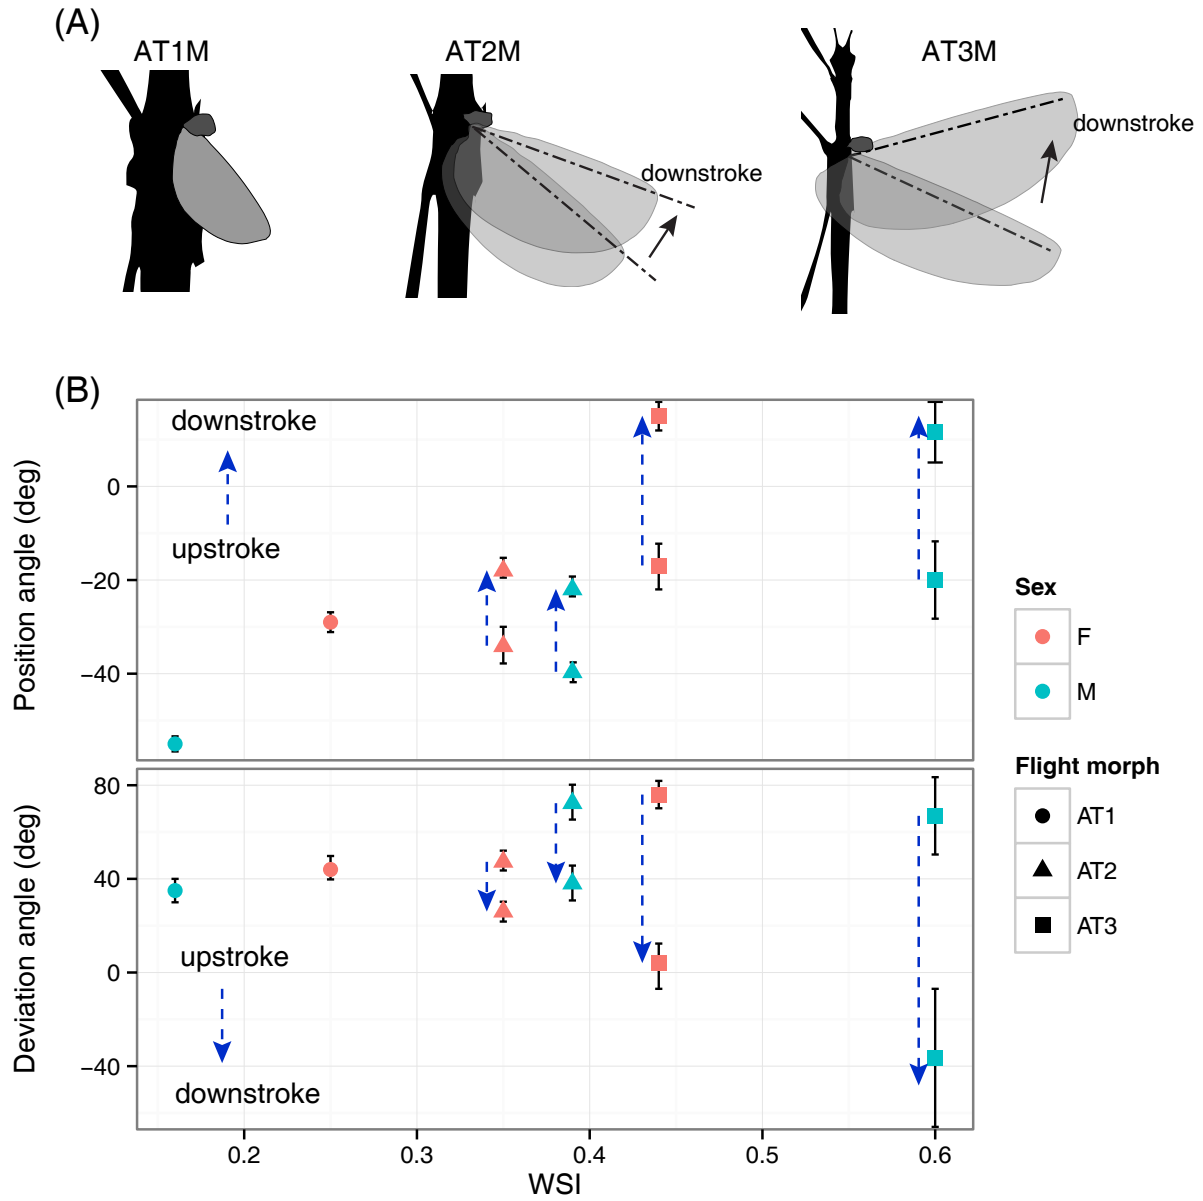 (A)
AT1M
AT2M
AT3M
downstroke
downstroke
(B)
downstroke
upstroke
Position angle (deg)
0
−20
−40
Deviation angle (deg)
80
40
0
−40
upstroke
downstroke
0.2
0.3
0.4
0.5
0.6
WSI
Sex
F
M
Flight morph
AT1
AT2
AT3